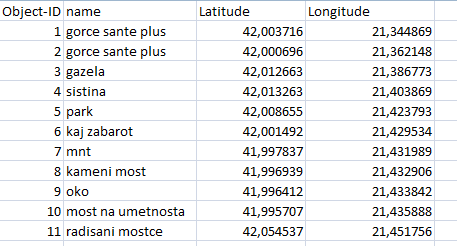 Object-ID name Latitude Longitude
1 gorce sante plus 42,003716 21,344869
2 gorce sante plus 42,000696 21,362148
3 gazela 42,012663 21,386773
4 sistina 42,013263 21,403869
5 park 42,008655 21,423793
6 kaj zabarot 42,001492 21,429534
7 mnt 41,997837 21,431989
8 kameni most 41,996939 21,432906
9 oko 41,996412 21,433842
10 most na umetnosta 41,995707 21,435888
11 radisani mostce 42,054537 21,451756